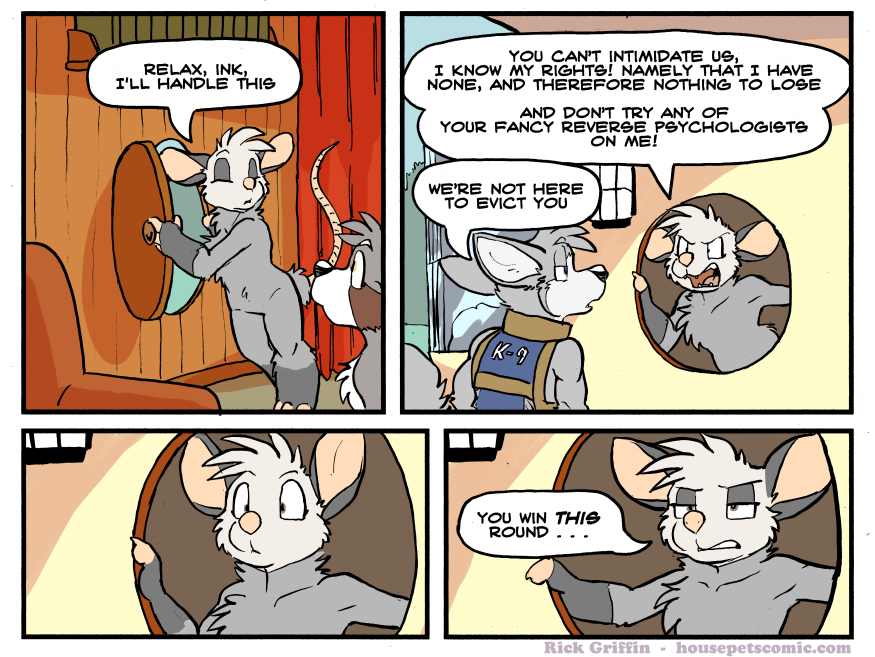 RELAX, INK,
I'LL HANDLE THIS
YOU CAN'T INTIMIDATE US,
I KNOW MY RIGHTS! NAMELY THAT I HAVE
NONE, AND THEREFORE NOTHING TO LOSE
AND DON'T TRY ANY OF
YOUR FANCY REVERSE PSYCHOLOGISTS
ON ME!
WE'RE NOT HERE
TO EVICT YOU
K-9
YOU WIN THIS
ROUND . . .
Rick Griffin - housepetscomic.com